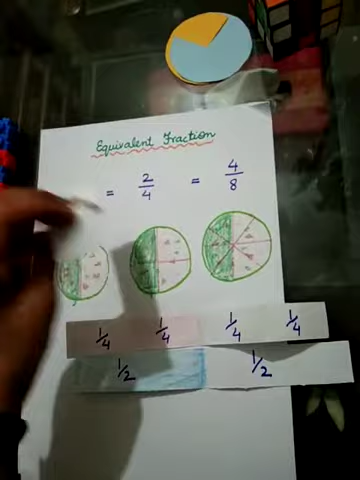 Equivalent Fraction
= 2/4 = 4/8
1/4 1/4 1/4 1/4
1/2 1/2